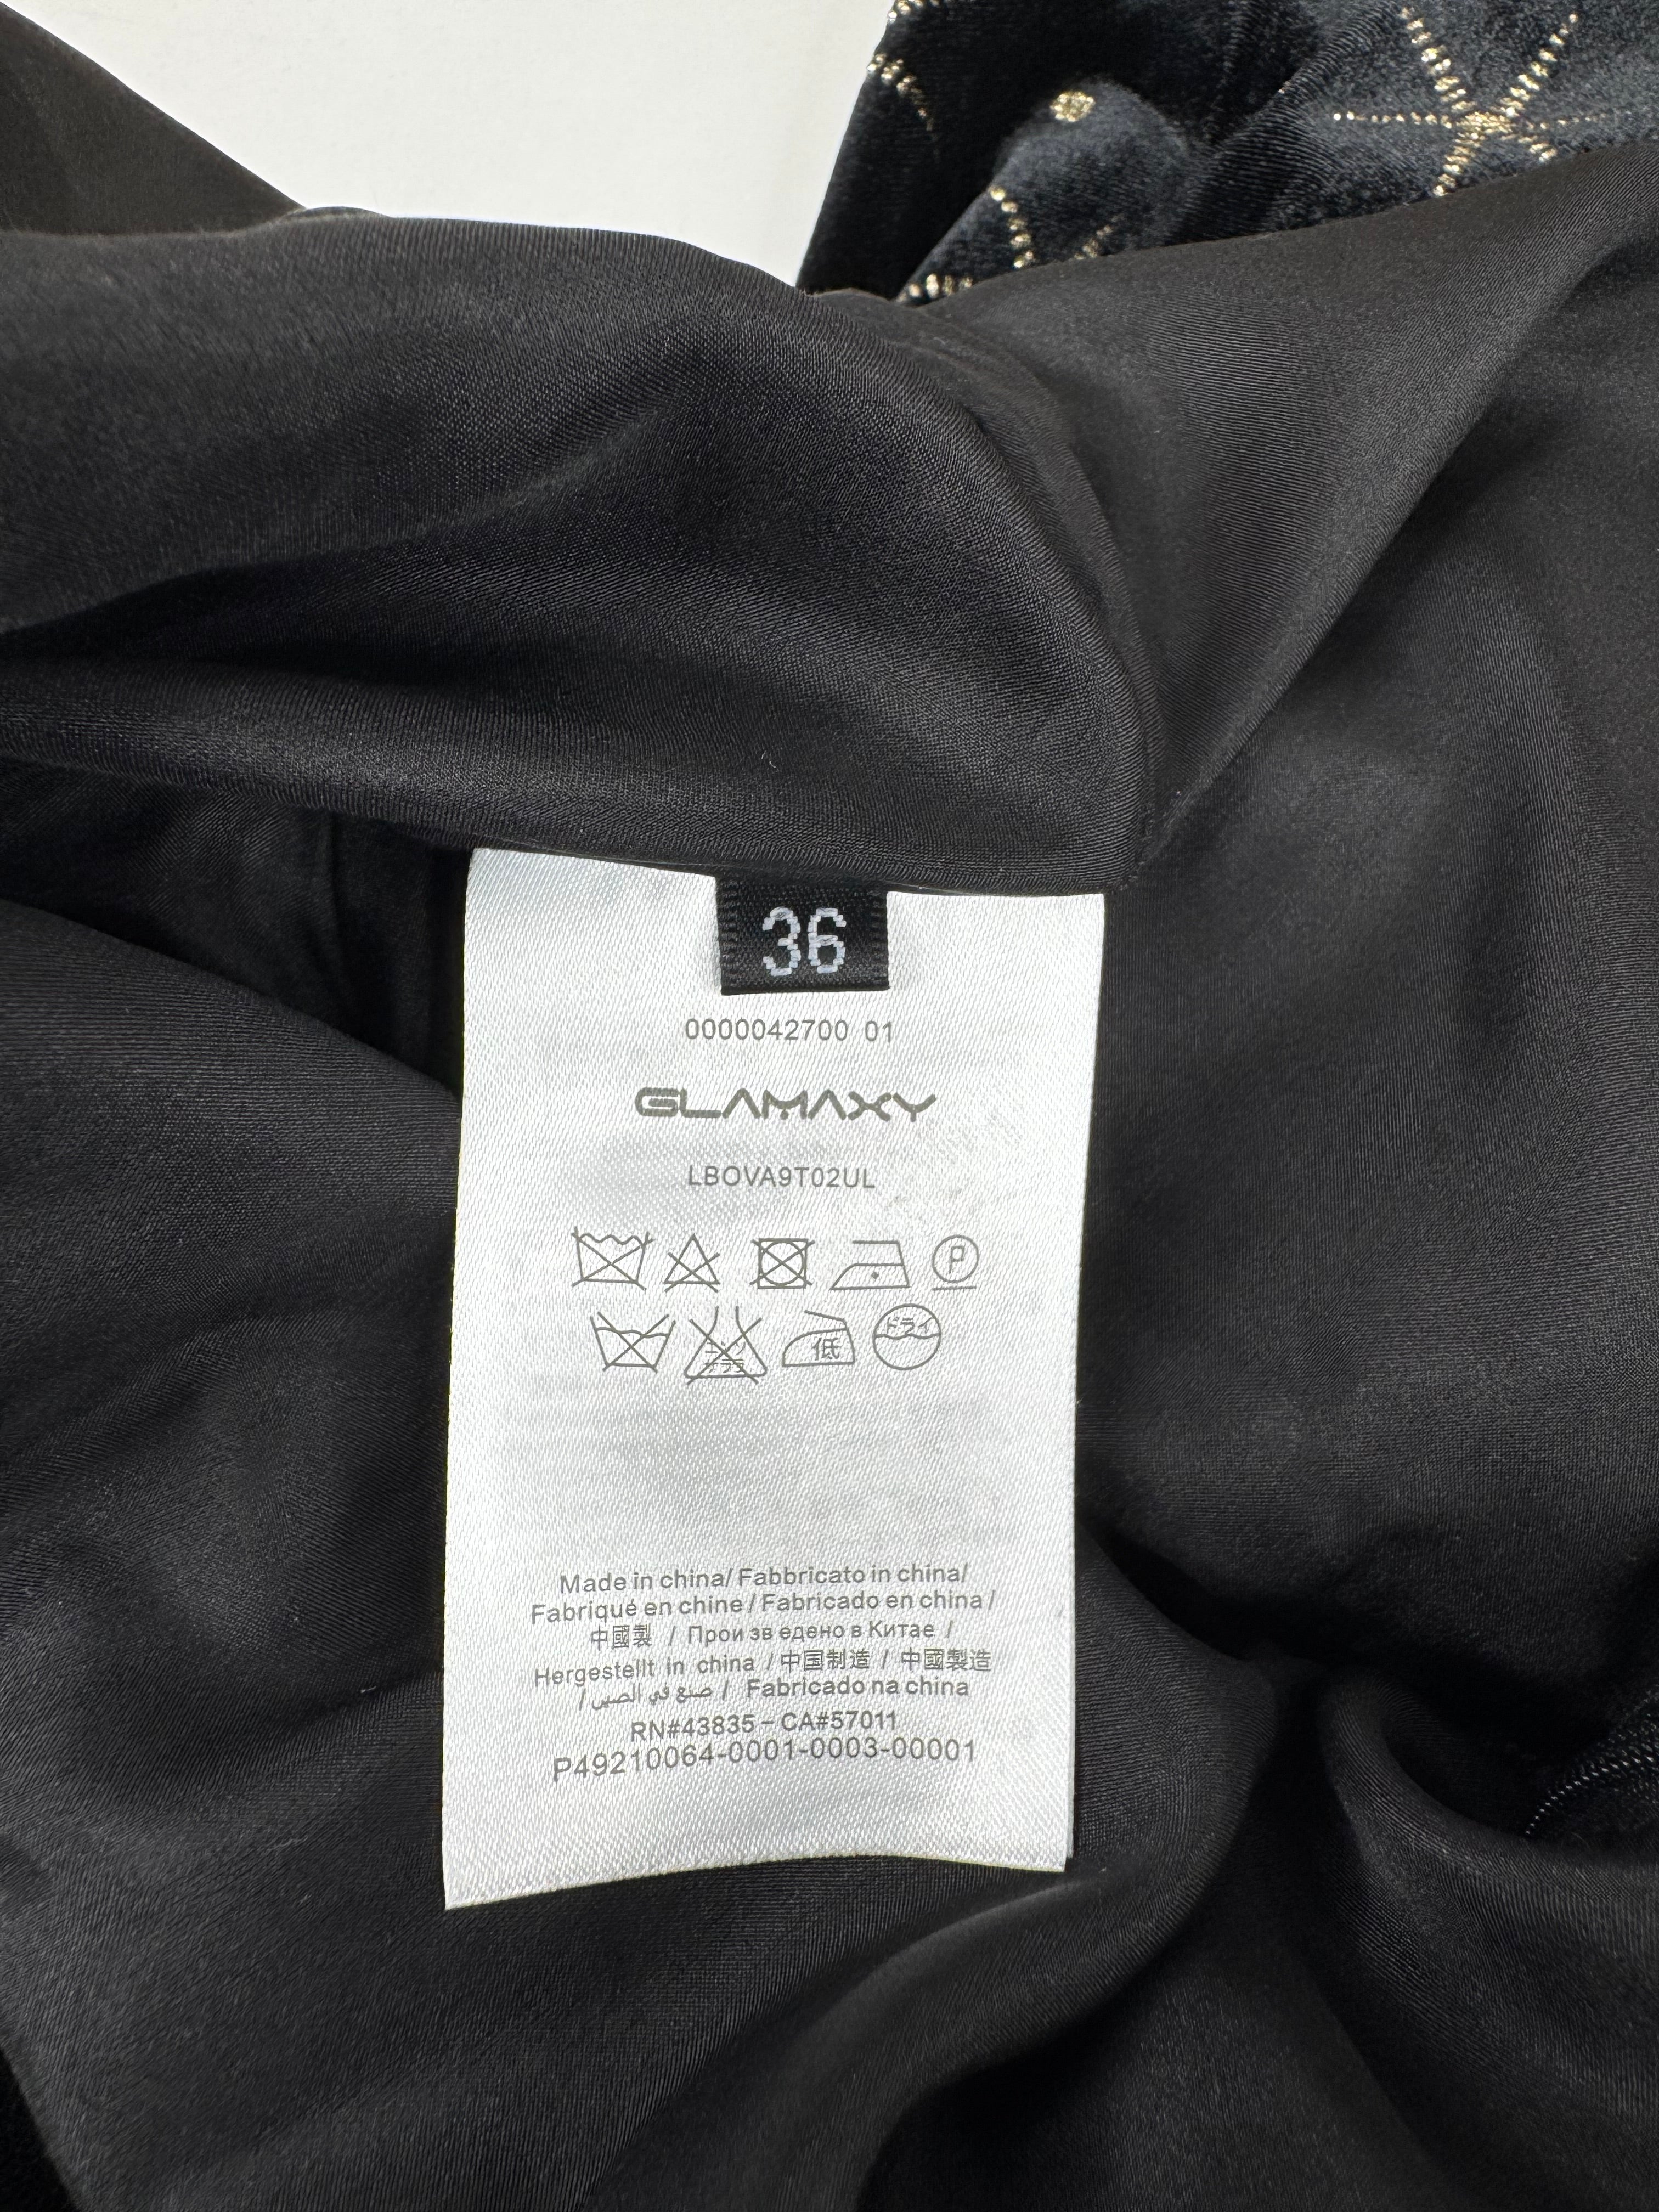 36
0000042700 01
GLAMAXY
LBOVA9T02UL
P
低
ドライ
Made in china/ Fabbricato in china/
Fabriqué en chine / Fabricado en china /
中國製 / Прои зв едено в Китае /
Hergestellt in china / 中国制造 / 中國製造
/ صنع في الصين / Fabricado na china
RN#43835 – CA#57011
P49210064-0001-0003-00001